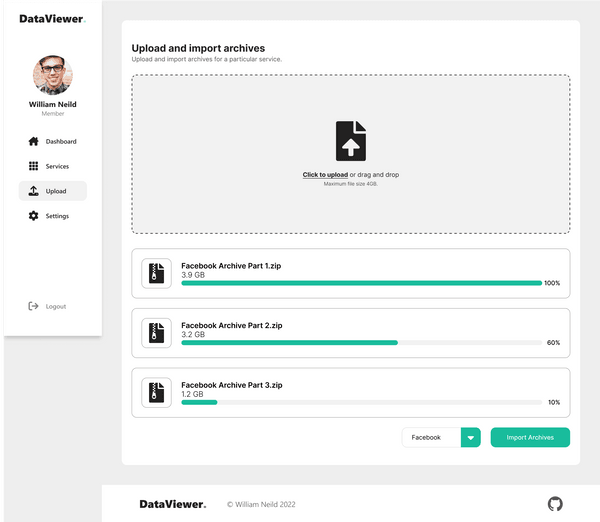 DataViewer.
William Neild
Member
Dashboard
Services
Upload
Settings
Logout
Upload and import archives
Upload and import archives for a particular service.
Click to upload or drag and drop
Maximum file size 4GB.
Facebook Archive Part 1.zip
3.9 GB
100%
Facebook Archive Part 2.zip
3.2 GB
60%
Facebook Archive Part 3.zip
1.2 GB
10%
Facebook
Import Archives
DataViewer.
© William Neild 2022